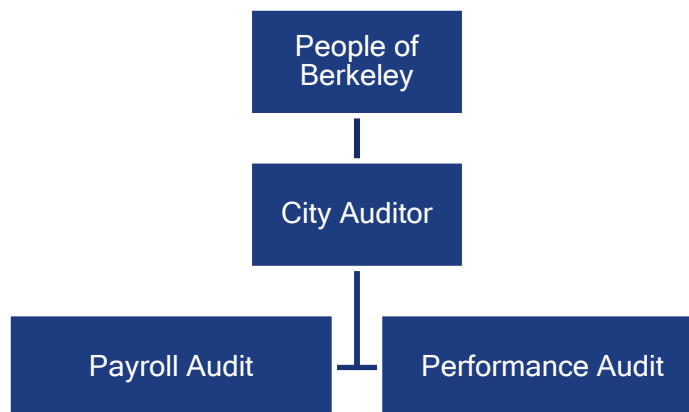 People of
Berkeley
City Auditor
Payroll Audit
Performance Audit